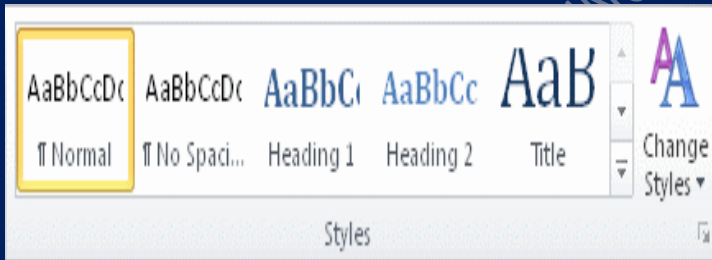 AaBbCcDc AaBbCcDc AaBbC AaBbCc AaB
¶ Normal ¶ No Spaci... Heading 1 Heading 2 Title
Change
Styles
Styles